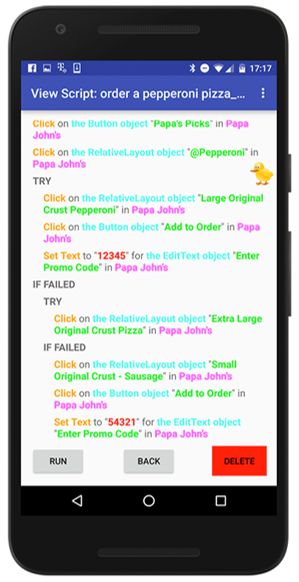 17:17
View Script: order a pepperoni pizza_...
Click on the Button object "Papa's Picks" in Papa
John's
Click on the RelativeLayout object "@Pepperoni" in
Papa John's
TRY
Click on the RelativeLayout object "Large Original
Crust Pepperoni" in Papa John's
Click on the Button object "Add to Order" in Papa
John's
Set Text to "12345" for the EditText object "Enter
Promo Code" in Papa John's
IF FAILED
TRY
Click on the RelativeLayout object "Extra Large
Original Crust Pizza" in Papa John's
IF FAILED
Click on the RelativeLayout object "Small
Original Crust - Sausage" in Papa John's
Click on the Button object "Add to Order" in
Papa John's
Set Text to "54321" for the EditText object
"Enter Promo Code" in Papa John's
RUN BACK DELETE